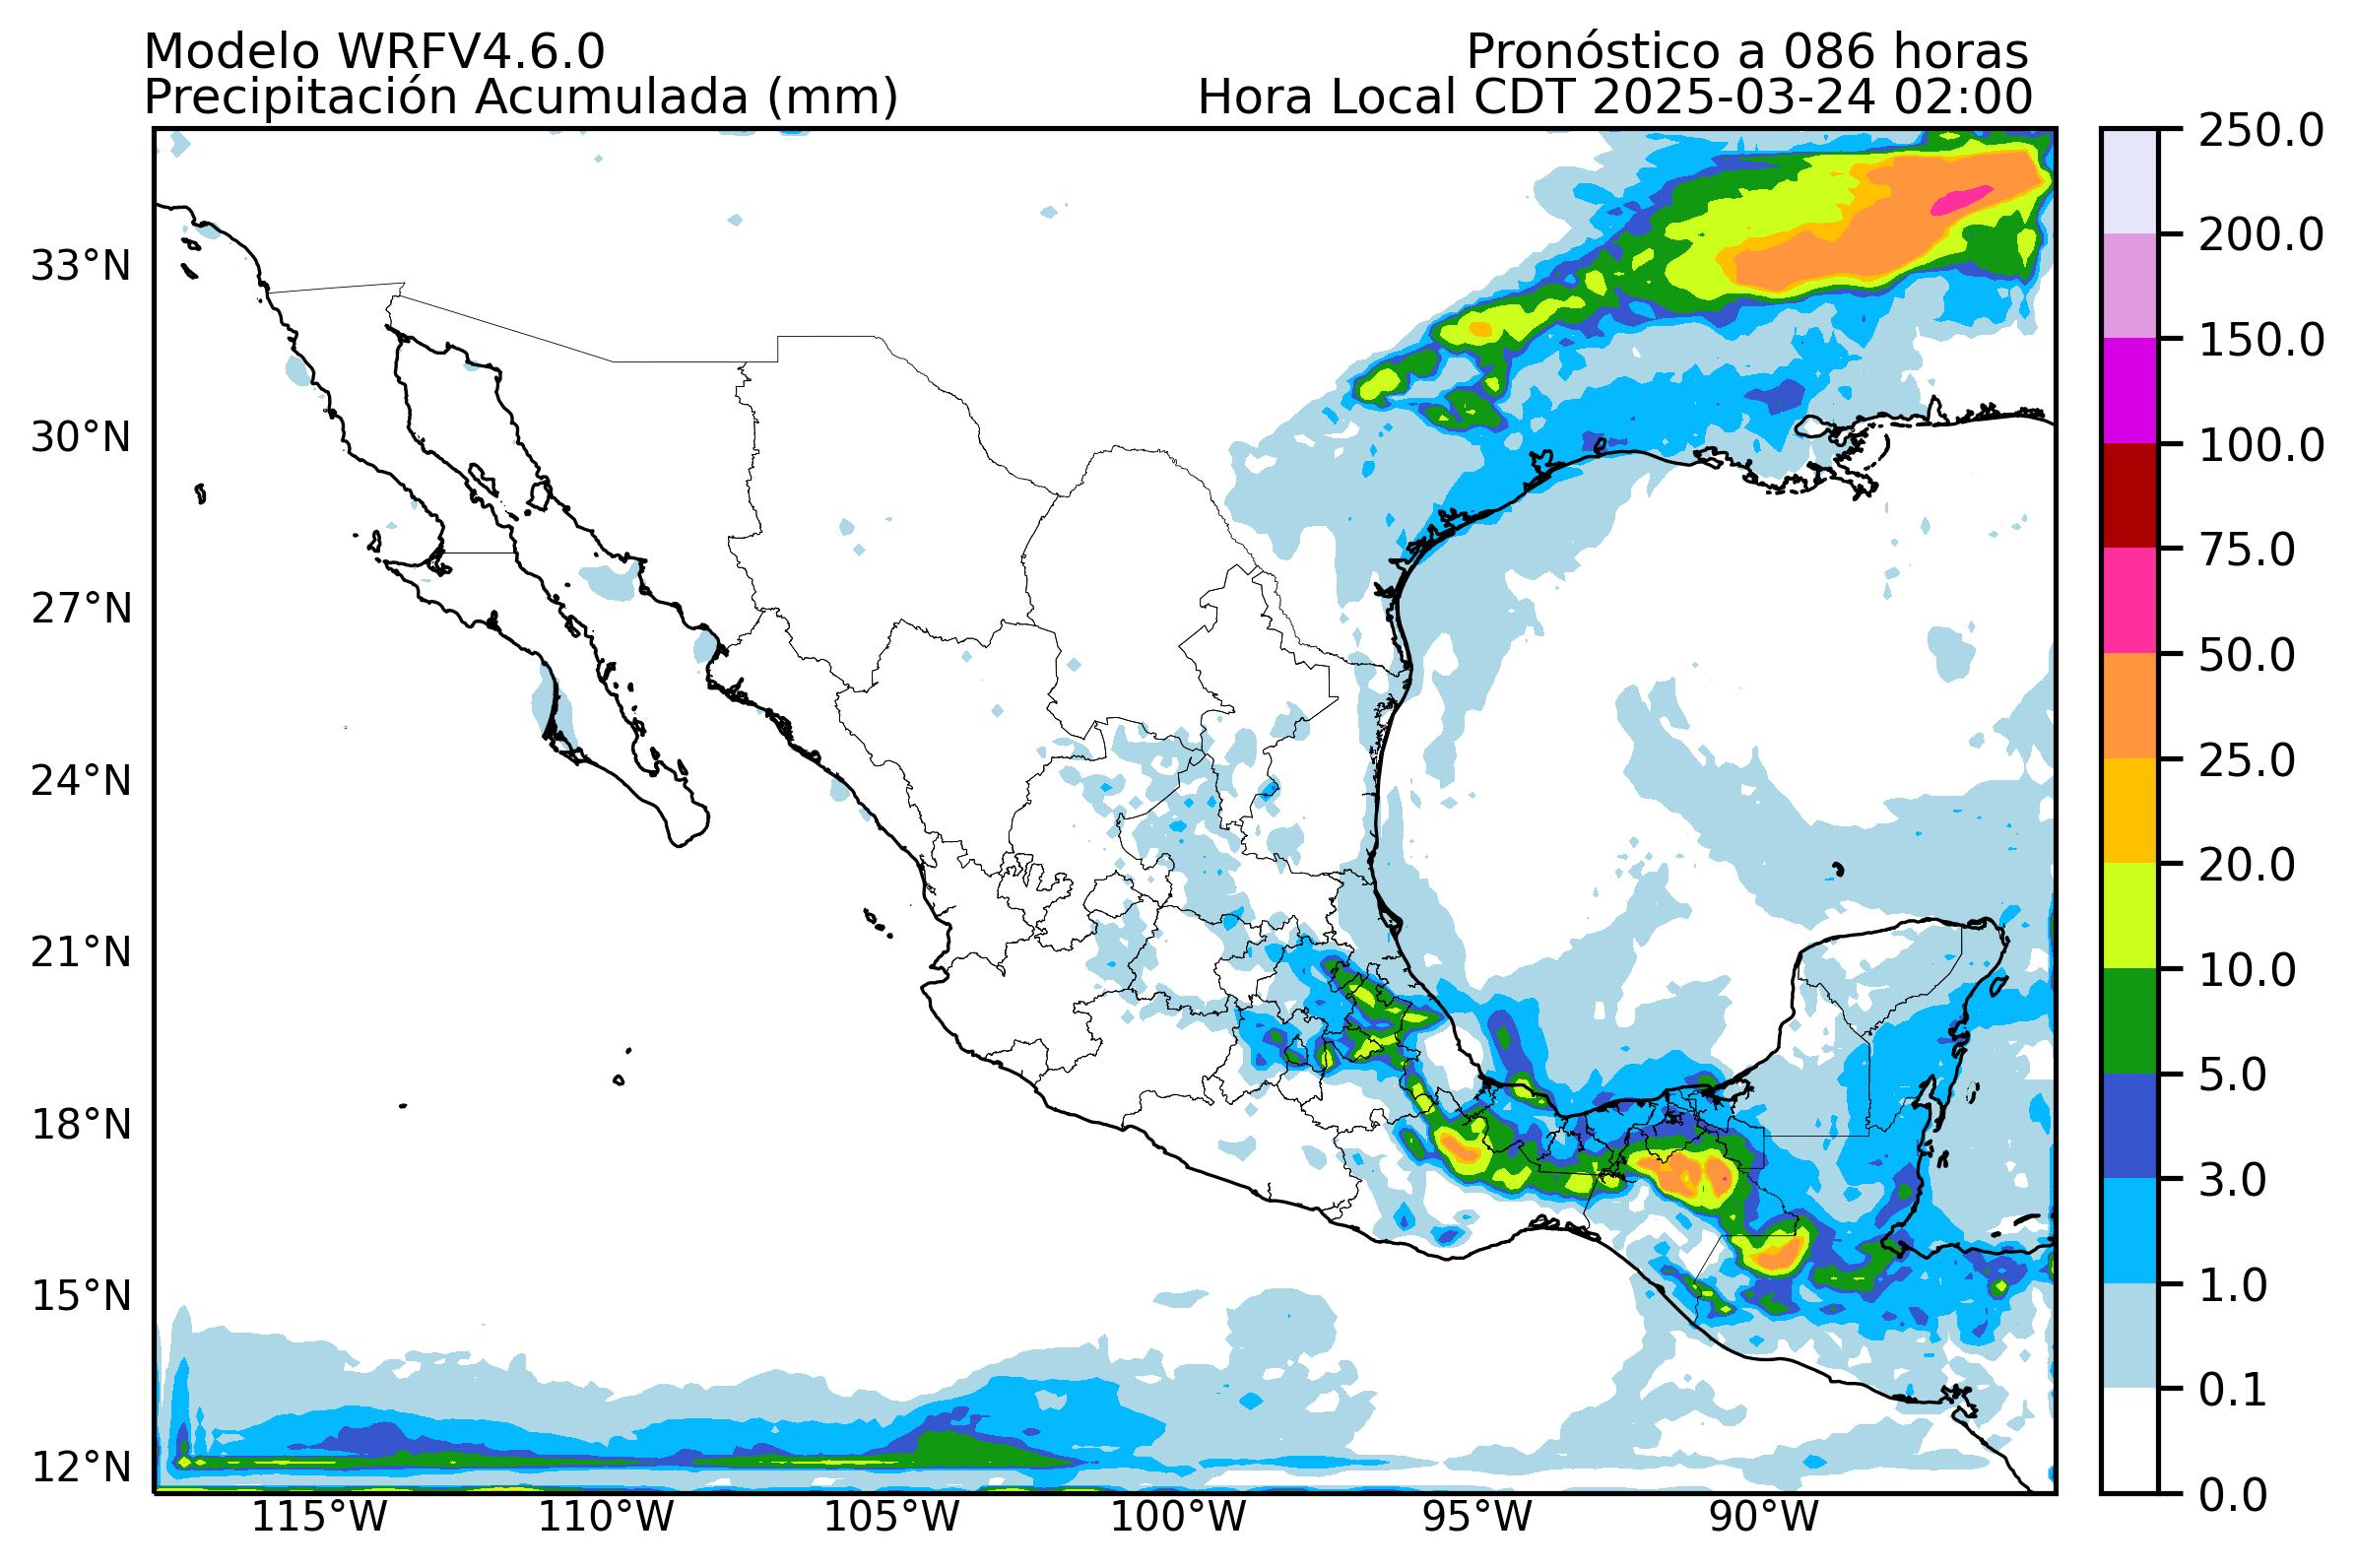 Modelo WRFV4.6.0
Pronóstico a 086 horas
Precipitación Acumulada (mm)
Hora Local CDT 2025-03-24 02:00
33°N
30°N
27°N
24°N
21°N
18°N
15°N
12°N
115°W
110°W
105°W
100°W
95°W
90°W
250.0
200.0
150.0
100.0
75.0
50.0
25.0
20.0
10.0
5.0
3.0
1.0
0.1
0.0